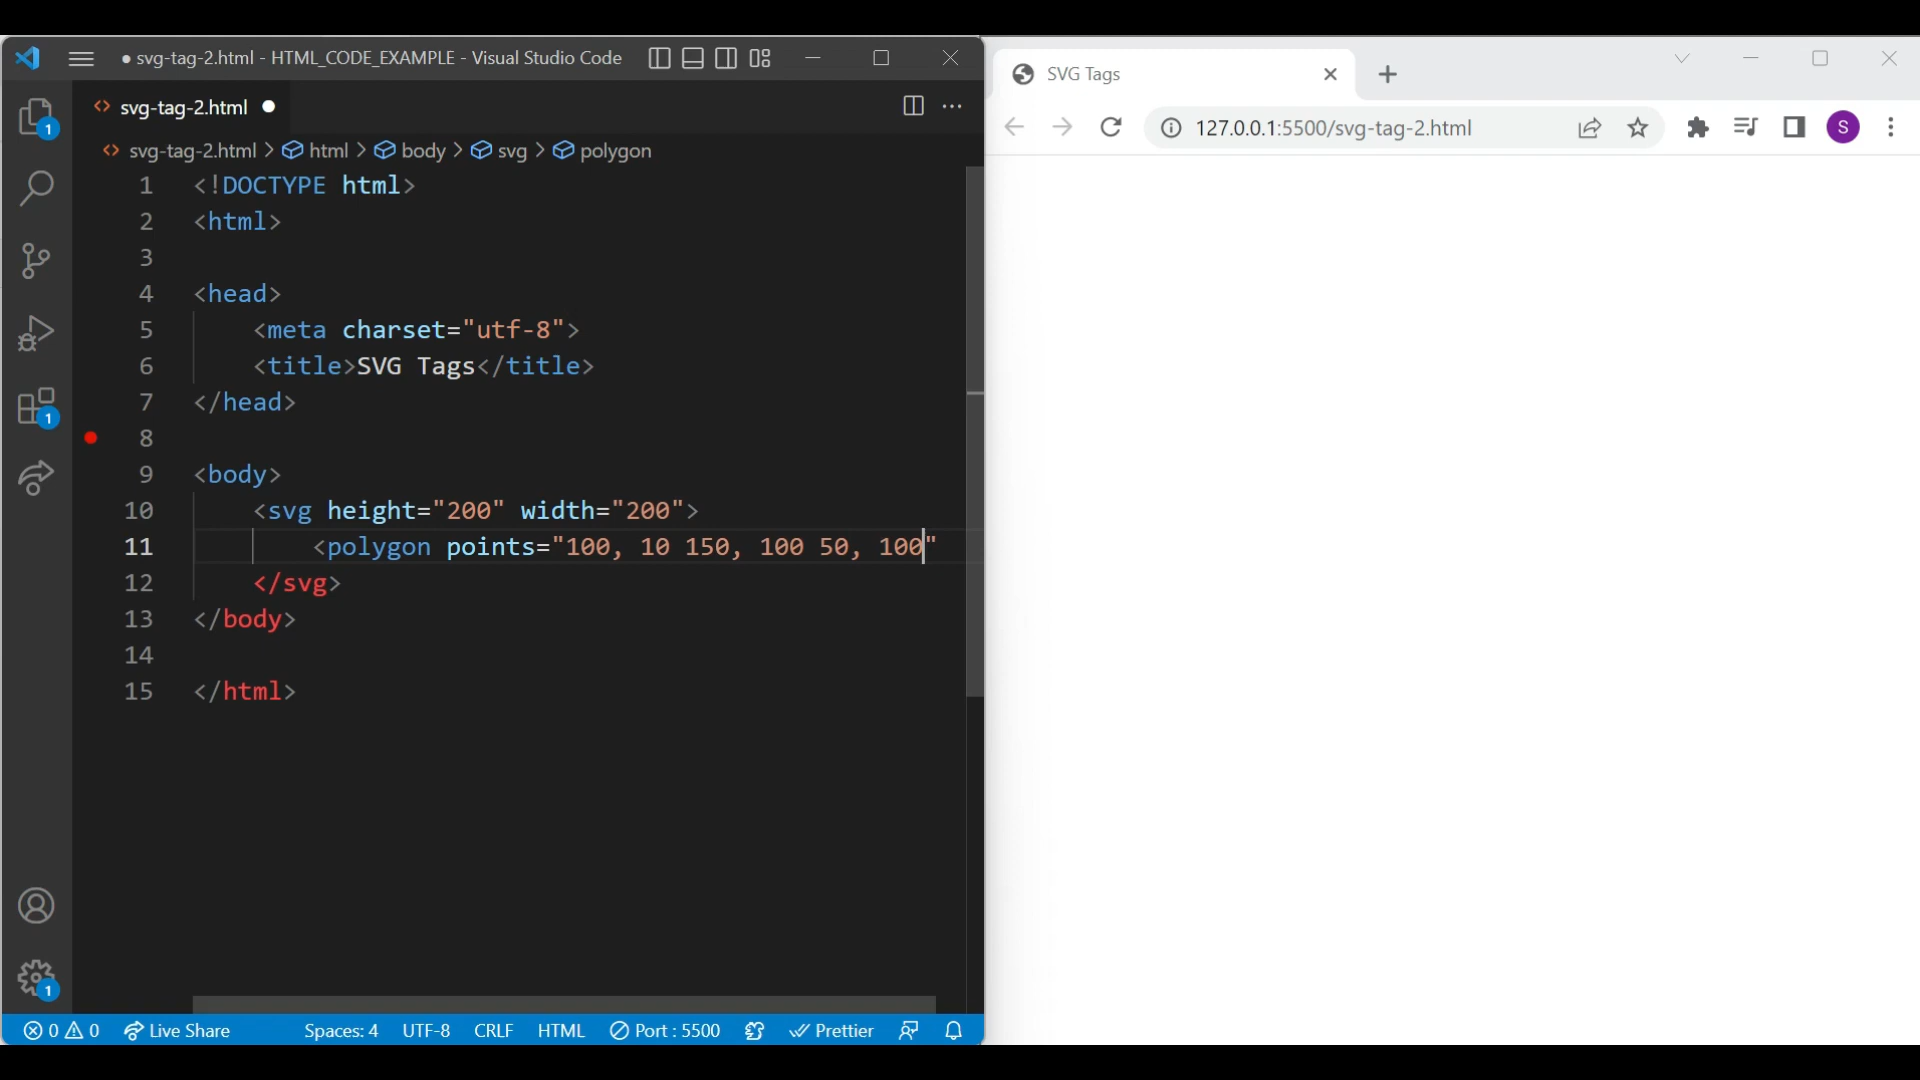 svg-tag-2.html - HTML_CODE_EXAMPLE - Visual Studio Code
SVG Tags
<> svg-tag-2.html
127.0.0.1:5500/svg-tag-2.html
S
1
<> svg-tag-2.html > html > body > svg > polygon
1 <!DOCTYPE html>
2 <html>
3
4 <head>
5 <meta charset="utf-8">
6 <title>SVG Tags</title>
7 </head>
8
9 <body>
10 <svg height="200" width="200">
11 <polygon points="100, 10 150, 100 50, 100"
12 </svg>
13 </body>
14
15 </html>
1
1
0 0 Live Share Spaces: 4 UTF-8 CRLF HTML Port : 5500 Prettier